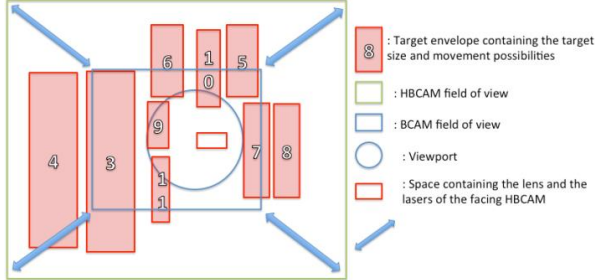 6
1
0
5
4
3
9
7
8
1
1
8
: Target envelope containing the target
size and movement possibilities
: HBCAM field of view
: BCAM field of view
: Viewport
: Space containing the lens and the
lasers of the facing HBCAM